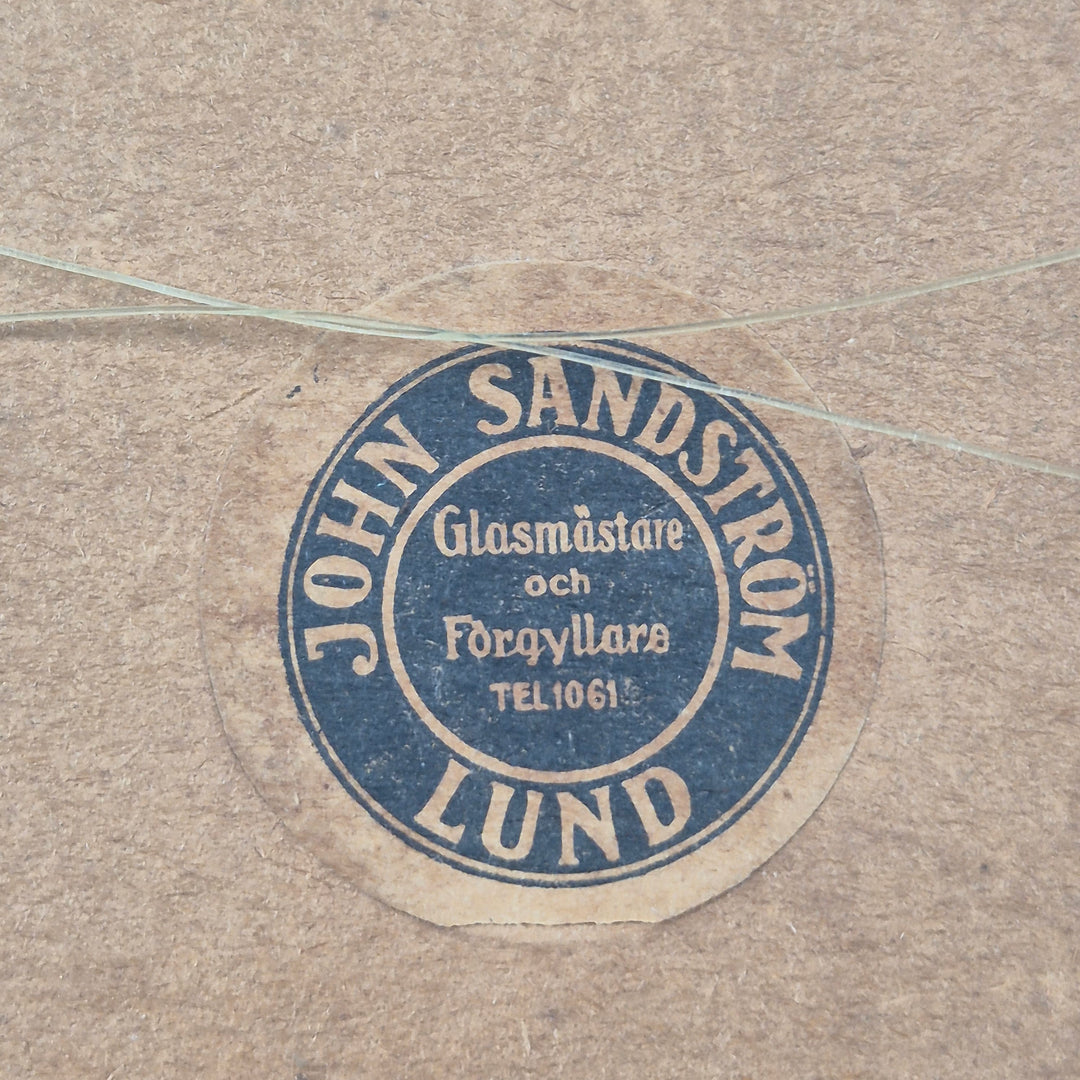 JOHN SANDSTRÖM
Glasmästare
och
Förgyllare
TEL 1061
LUND